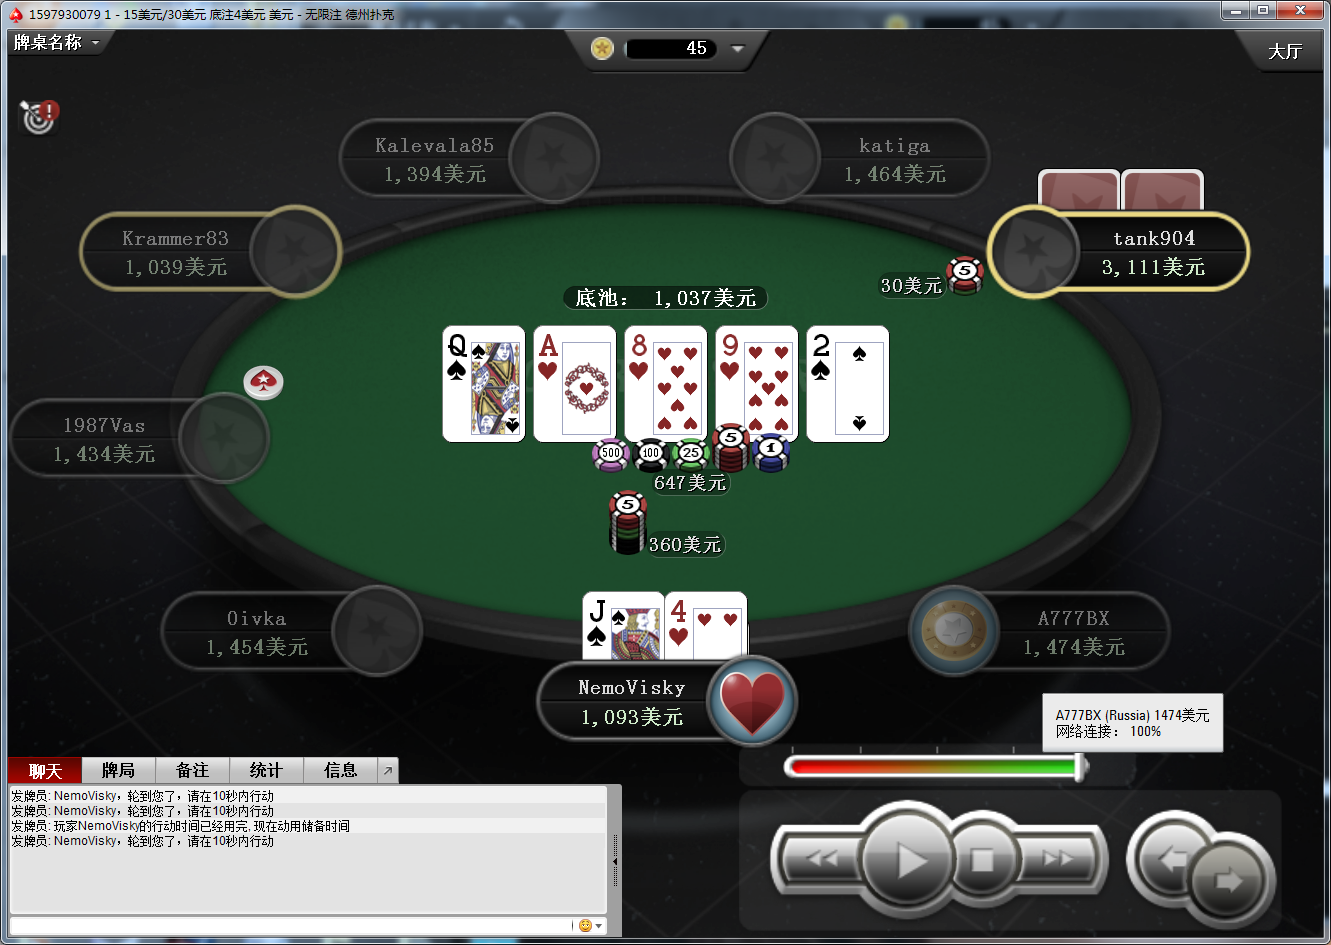 1597930079 1 - 15美元/30美元 底注4美元 美元 - 无限注 德州扑克
牌桌名称
45
大厅
Kalevala85
1,394美元
katiga
1,464美元
Krammer83
1,039美元
tank904
3,111美元
30美元
5
底池： 1,037美元
Q
A
8
9
2
1987Vas
1,434美元
500
100
25
5
1
647美元
5
360美元
J
4
Oivka
1,454美元
A777BX
1,474美元
NemoVisky
1,093美元
A777BX (Russia) 1474美元
网络连接： 100%
聊天
牌局
备注
统计
信息
发牌员: NemoVisky，轮到您了，请在10秒内行动
发牌员: NemoVisky，轮到您了，请在10秒内行动
发牌员: 玩家NemoVisky的行动时间已经用完, 现在动用储备时间
发牌员: NemoVisky，轮到您了，请在10秒内行动